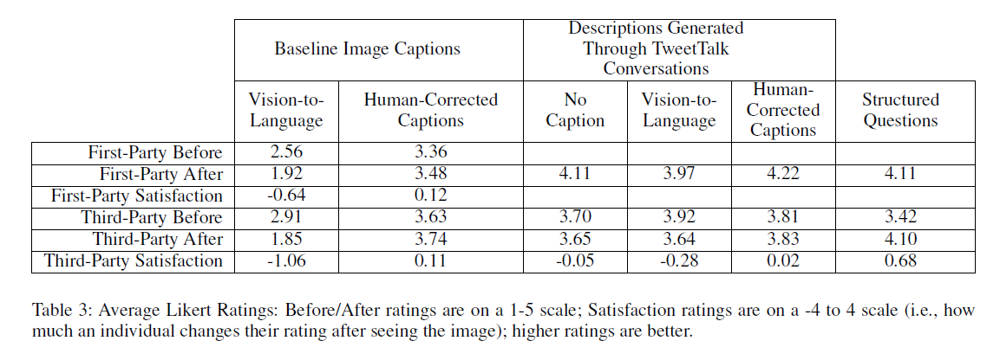 Baseline Image Captions
Descriptions Generated
Through TweetTalk
Conversations
Vision-to-
Language
Human-Corrected
Captions
No
Caption
Vision-to-
Language
Human-
Corrected
Captions
Structured
Questions
First-Party Before 2.56 3.36
First-Party After 1.92 3.48 4.11 3.97 4.22 4.11
First-Party Satisfaction -0.64 0.12
Third-Party Before 2.91 3.63 3.70 3.92 3.81 3.42
Third-Party After 1.85 3.74 3.65 3.64 3.83 4.10
Third-Party Satisfaction -1.06 0.11 -0.05 -0.28 0.02 0.68
Table 3: Average Likert Ratings: Before/After ratings are on a 1-5 scale; Satisfaction ratings are on a -4 to 4 scale (i.e., how
much an individual changes their rating after seeing the image); higher ratings are better.